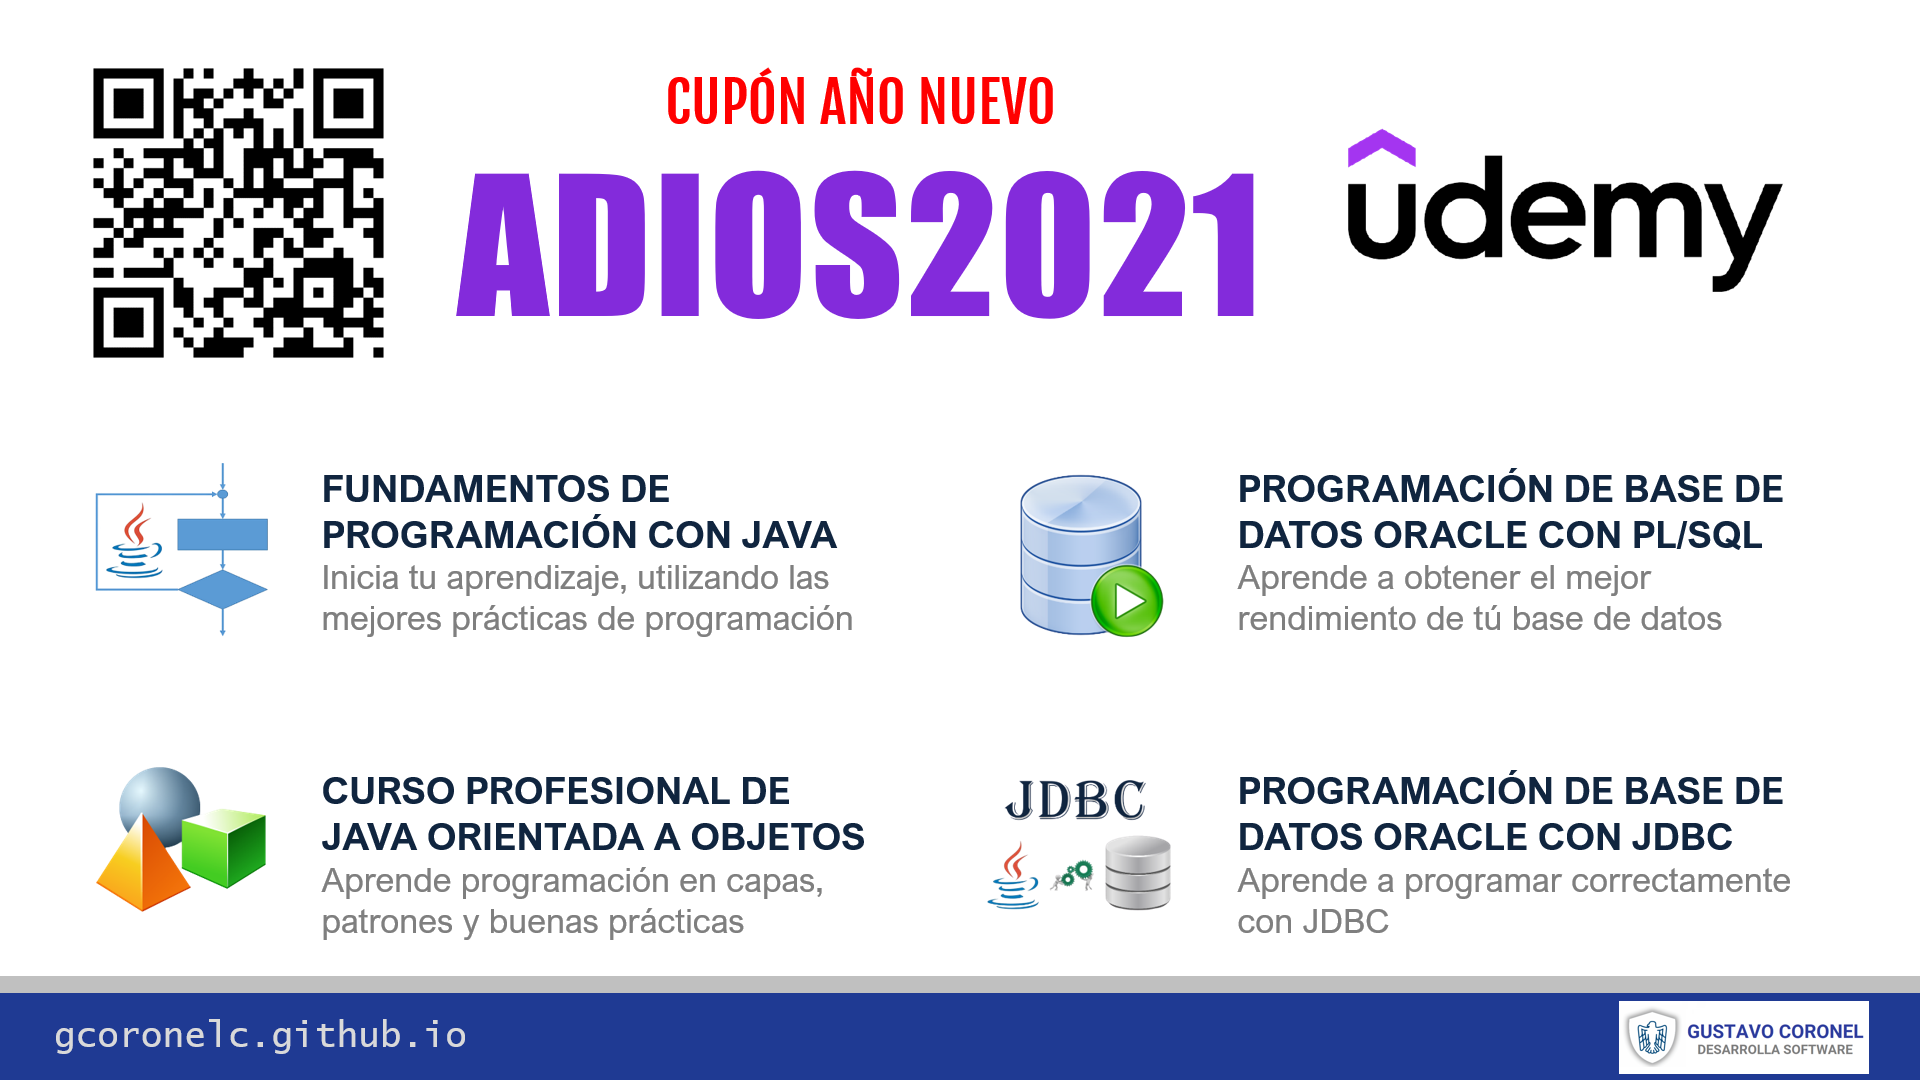 CUPÓN AÑO NUEVO
ADIOS2021
udemy
FUNDAMENTOS DE
PROGRAMACIÓN CON JAVA
Inicia tu aprendizaje, utilizando las
mejores prácticas de programación
PROGRAMACIÓN DE BASE DE
DATOS ORACLE CON PL/SQL
Aprende a obtener el mejor
rendimiento de tú base de datos
CURSO PROFESIONAL DE
JAVA ORIENTADA A OBJETOS
Aprende programación en capas,
patrones y buenas prácticas
JDBC
PROGRAMACIÓN DE BASE DE
DATOS ORACLE CON JDBC
Aprende a programar correctamente
con JDBC
gcoronelc.github.io
GUSTAVO CORONEL
DESARROLLA SOFTWARE